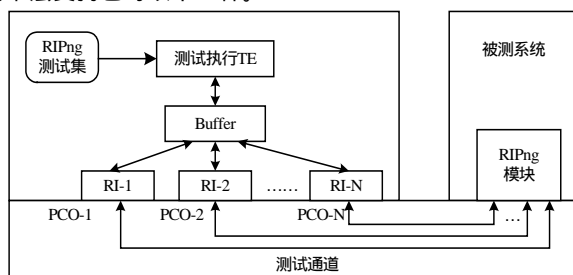 RIPng
测试集
测试执行TE
被测系统
Buffer
RIPng
模块
RI-1
RI-2
……
RI-N
PCO-1
PCO-2
PCO-N
…
测试通道